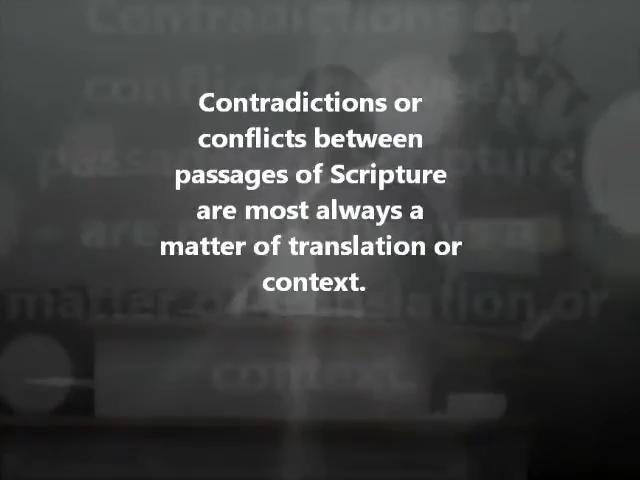 Contradictions or
conflicts between
passages of Scripture
are most always a
matter of translation or
context.